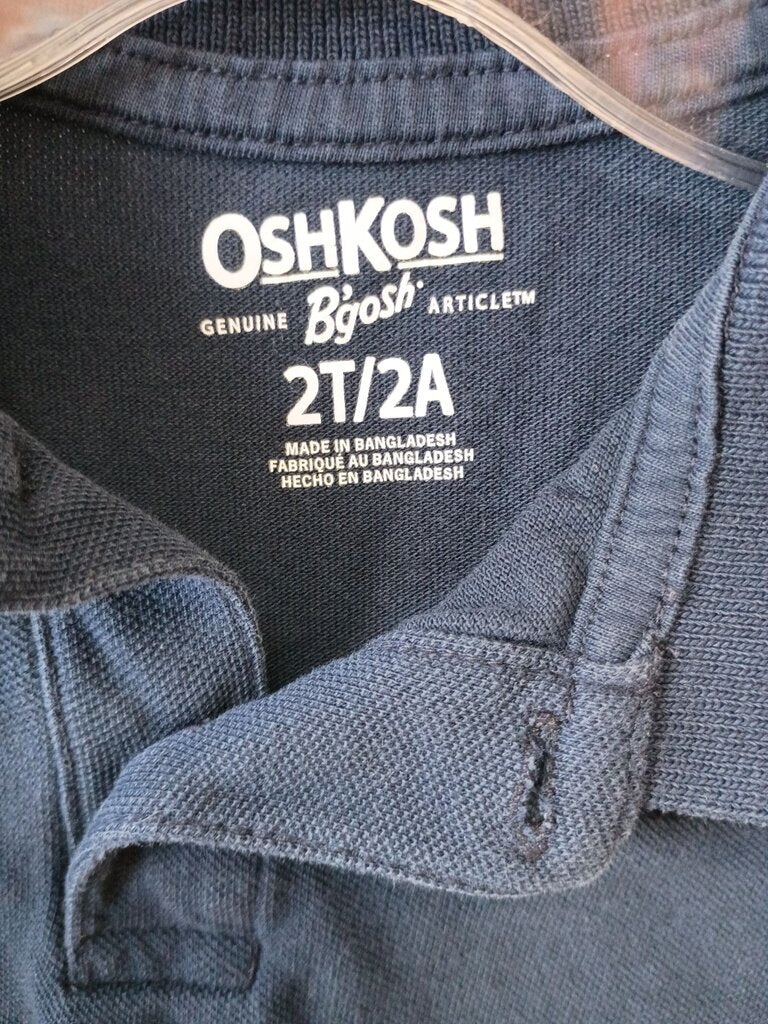 OSHKOSH
GENUINE B'gosh® ARTICLE™
2T/2A
MADE IN BANGLADESH
FABRIQUÉ AU BANGLADESH
HECHO EN BANGLADESH